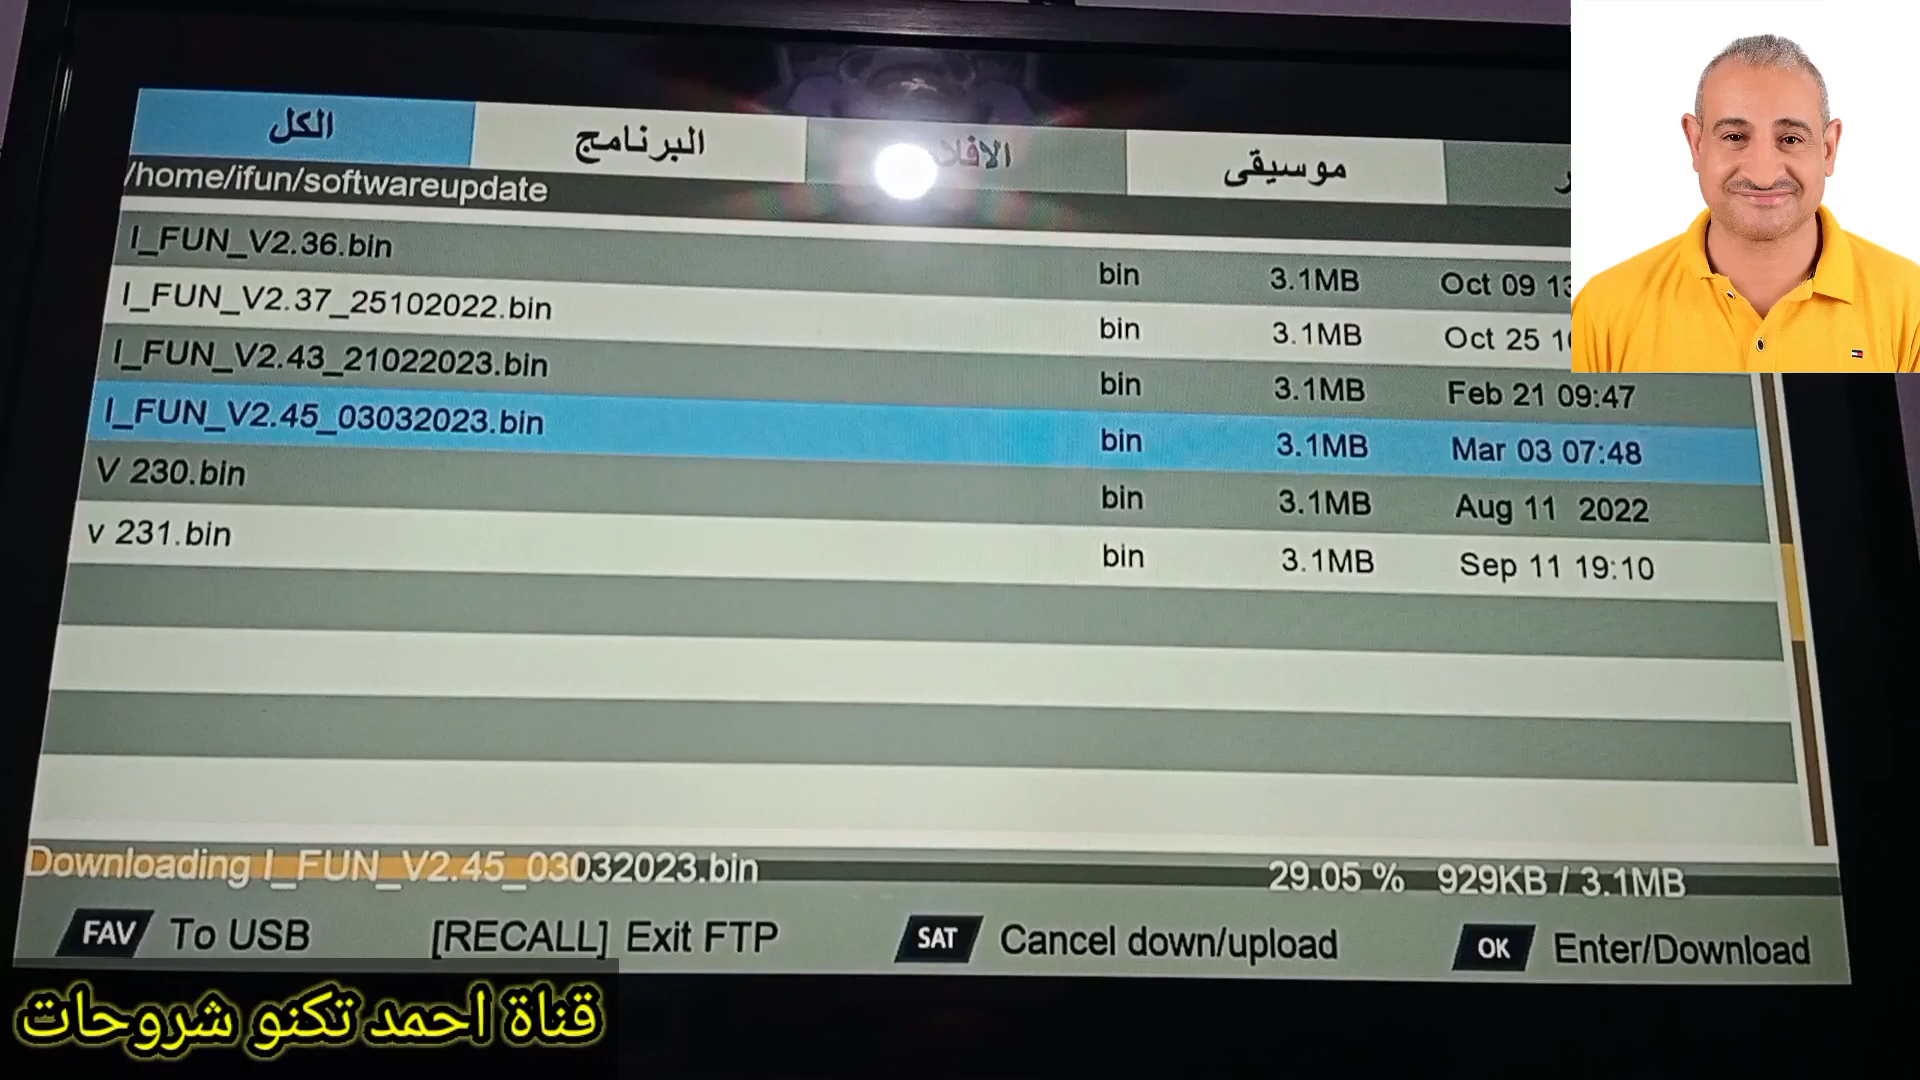 الكل البرنامج موسيقى
/home/ifun/softwareupdate
I_FUN_V2.36.bin bin 3.1MB Oct 09
I_FUN_V2.37_25102022.bin bin 3.1MB Oct 25
I_FUN_V2.43_21022023.bin bin 3.1MB Feb 21 09:47
I_FUN_V2.45_03032023.bin bin 3.1MB Mar 03 07:48
V 230.bin bin 3.1MB Aug 11 2022
v 231.bin bin 3.1MB Sep 11 19:10
Downloading I_FUN_V2.45_03032023.bin 29.05 % 929KB / 3.1MB
FAV To USB [RECALL] Exit FTP SAT Cancel down/upload OK Enter/Download
قناة احمد تكنو شروحات